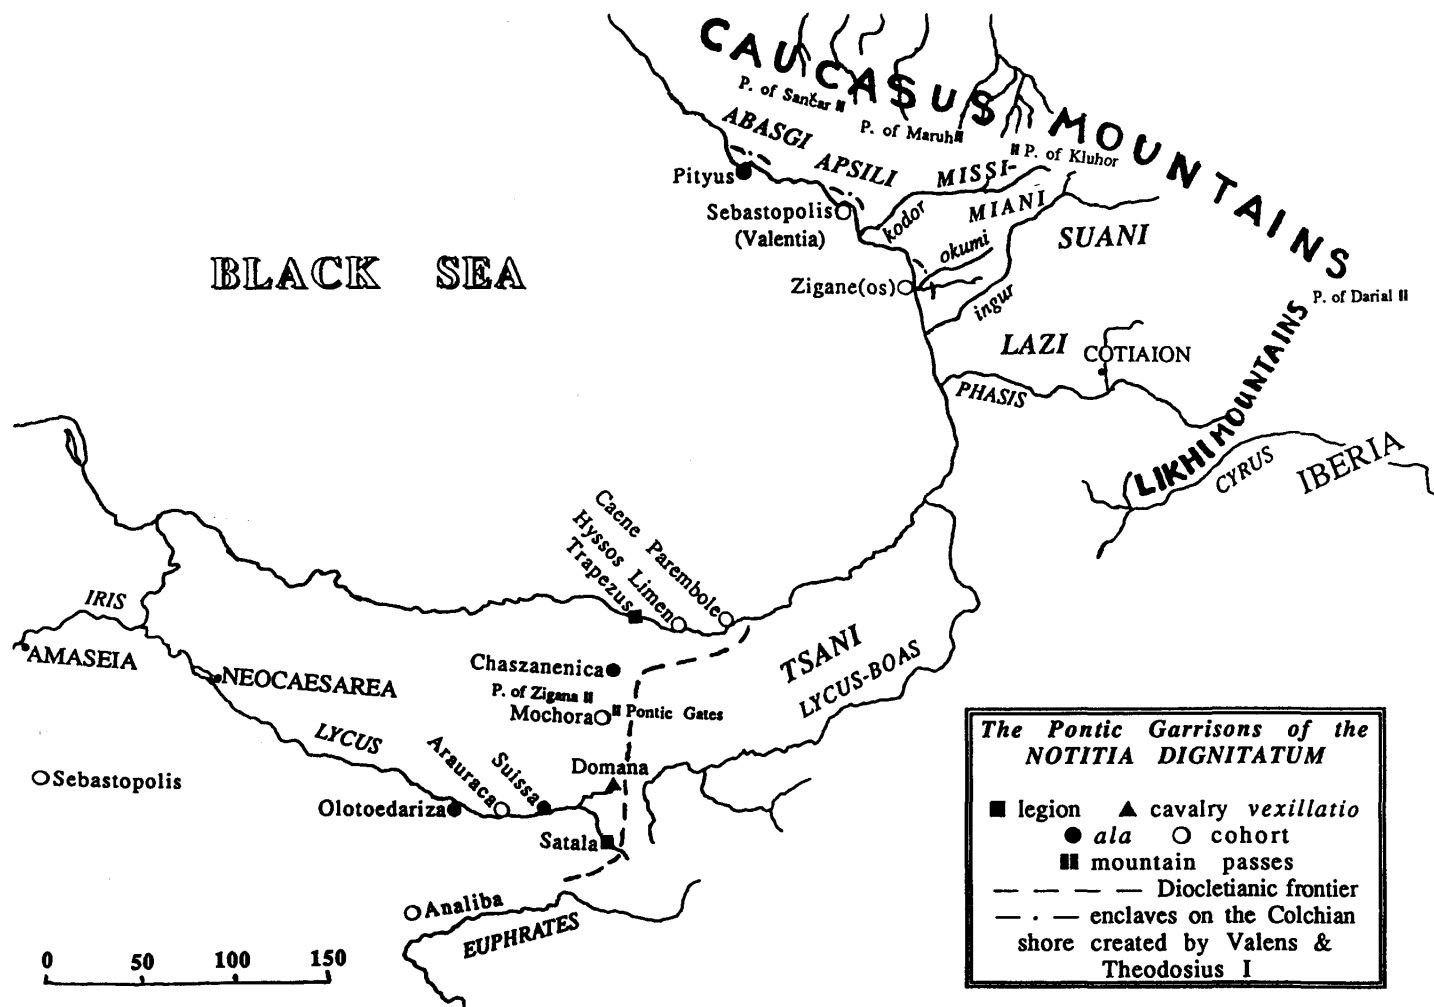 CAUCASUS MOUNTAINS
P. of Sančar
P. of Maruh
P. of Kluhor
ABASGI
APSILI
MISSI-
MIANI
SUANI
Pityus
Sebastopolis
(Valentia)
kodor
okumi
BLACK SEA
Zigane(os)
ingur
P. of Darial
LAZI
COTIAION
PHASIS
LIKHI MOUNTAINS
CYRUS
IBERIA
Caene Parembole
Hyssos Limen
Trapezus
IRIS
AMASEIA
NEOCAESAREA
Chaszanenica
P. of Zigana
Mochora
Pontic Gates
TSANI
LYCUS-BOAS
LYCUS
Arauraca
Suissa
Domana
Sebastopolis
Olotoedariza
Satala
Analiba
EUPHRATES
0 50 100 150
The Pontic Garrisons of the
NOTITIA DIGNITATUM
legion cavalry vexillatio
ala cohort
mountain passes
Diocletianic frontier
enclaves on the Colchian
shore created by Valens &
Theodosius I